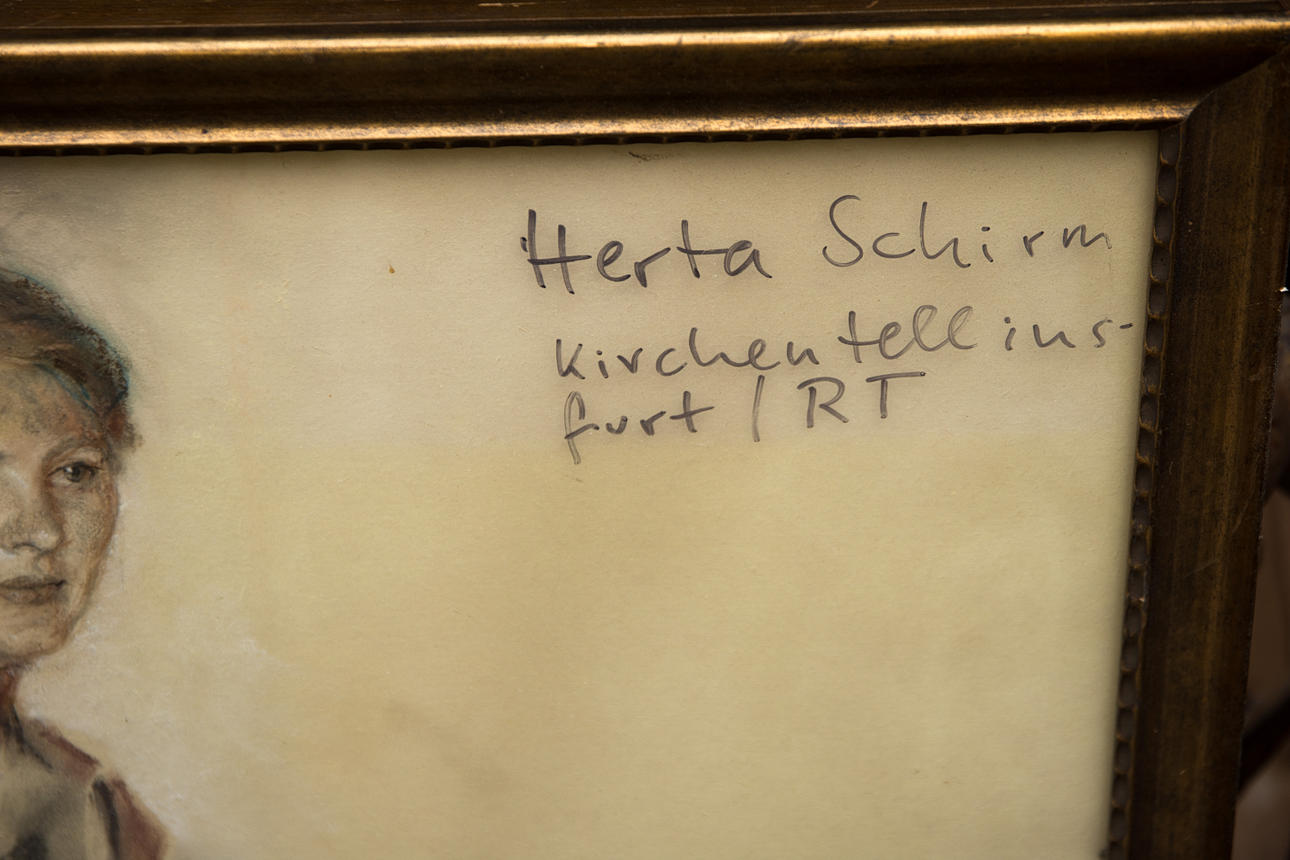 Herta Schirm
Kirchentellins-
furt / RT